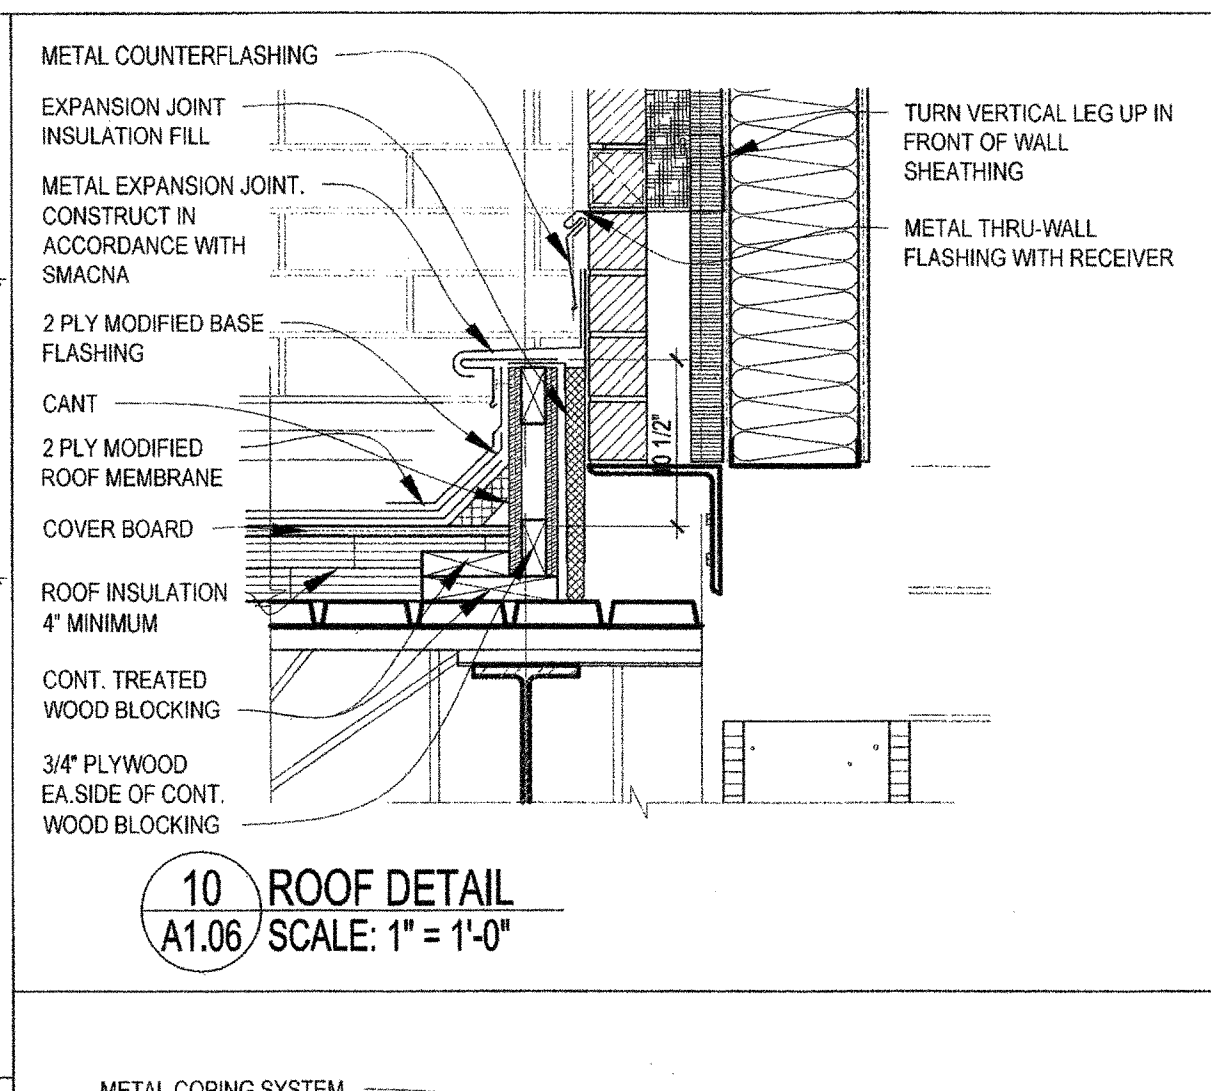 METAL COUNTERFLASHING
EXPANSION JOINT
INSULATION FILL
METAL EXPANSION JOINT.
CONSTRUCT IN
ACCORDANCE WITH
SMACNA
2 PLY MODIFIED BASE
FLASHING
CANT
2 PLY MODIFIED
ROOF MEMBRANE
COVER BOARD
ROOF INSULATION
4" MINIMUM
CONT. TREATED
WOOD BLOCKING
3/4" PLYWOOD
EA.SIDE OF CONT.
WOOD BLOCKING
TURN VERTICAL LEG UP IN
FRONT OF WALL
SHEATHING
METAL THRU-WALL
FLASHING WITH RECEIVER
1/2"
10 ROOF DETAIL
A1.06 SCALE: 1" = 1'-0"
METAL COPING SYSTEM